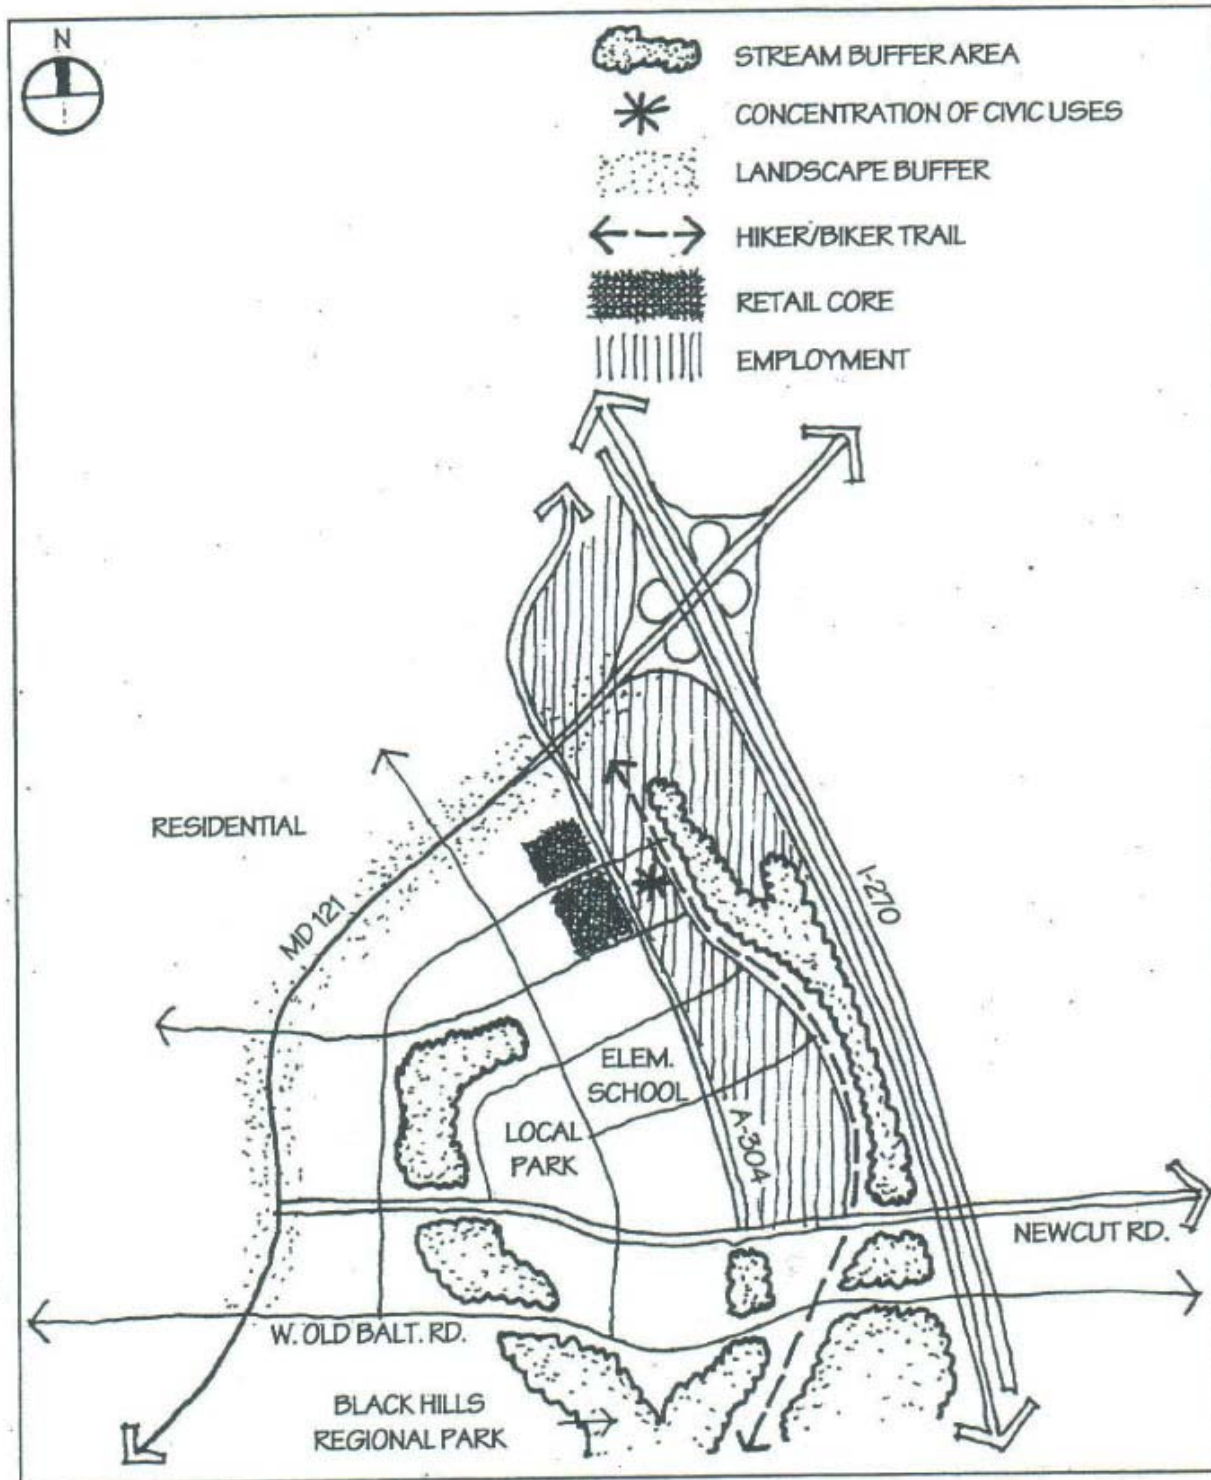 N
STREAM BUFFER AREA
CONCENTRATION OF CIVIC USES
LANDSCAPE BUFFER
HIKER/BIKER TRAIL
RETAIL CORE
EMPLOYMENT
RESIDENTIAL
MD 121
I-270
ELEM.
SCHOOL
LOCAL
PARK
A-304
NEWCUT RD.
W. OLD BALT. RD.
BLACK HILLS
REGIONAL PARK